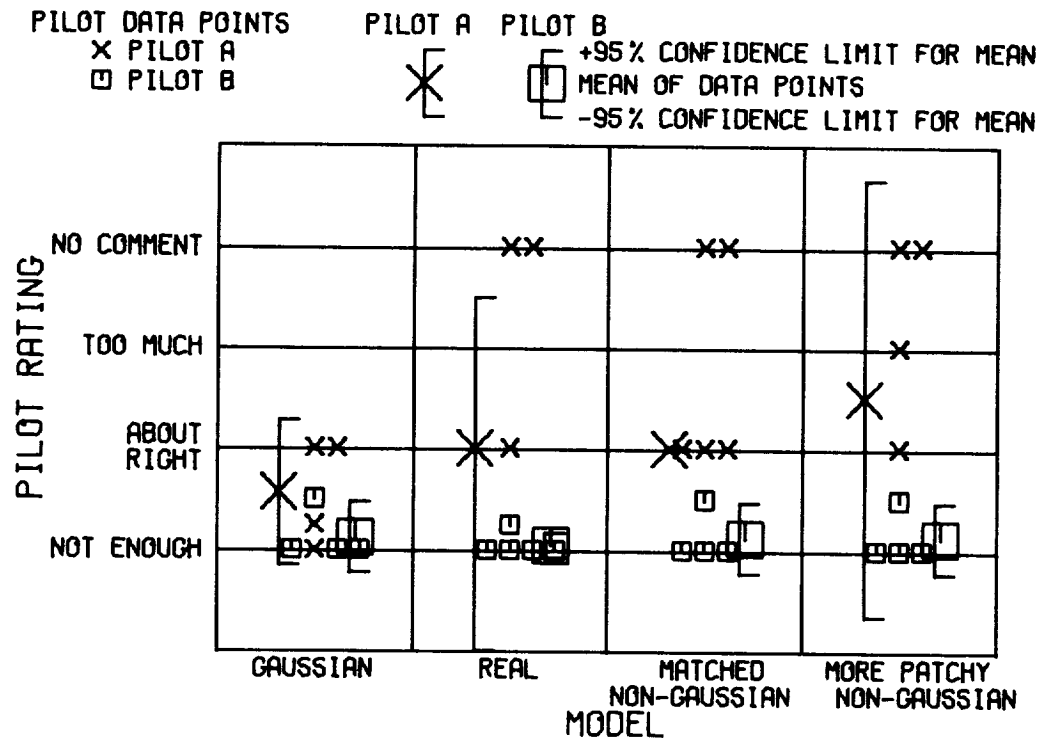 PILOT DATA POINTS
PILOT A
PILOT B
PILOT A PILOT B
+95% CONFIDENCE LIMIT FOR MEAN
MEAN OF DATA POINTS
-95% CONFIDENCE LIMIT FOR MEAN
PILOT RATING
NO COMMENT
TOO MUCH
ABOUT
RIGHT
NOT ENOUGH
GAUSSIAN
REAL
MATCHED
NON-GAUSSIAN
MORE PATCHY
NON-GAUSSIAN
MODEL